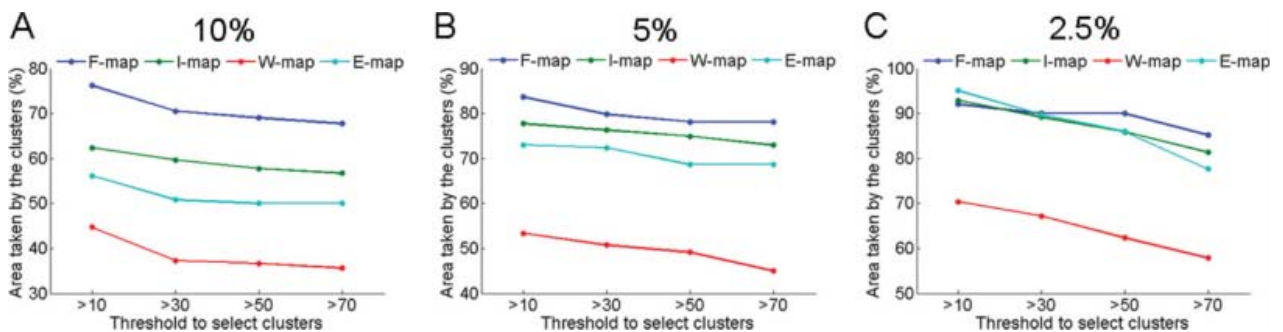 A
10%
F-map I-map W-map E-map
Area taken by the clusters (%)
80
70
60
50
40
30
>10 >30 >50 >70
Threshold to select clusters
B
5%
F-map I-map W-map E-map
Area taken by the clusters (%)
90
80
70
60
50
40
>10 >30 >50 >70
Threshold to select clusters
C
2.5%
F-map I-map W-map E-map
Area taken by the clusters (%)
100
90
80
70
60
50
>10 >30 >50 >70
Threshold to select clusters